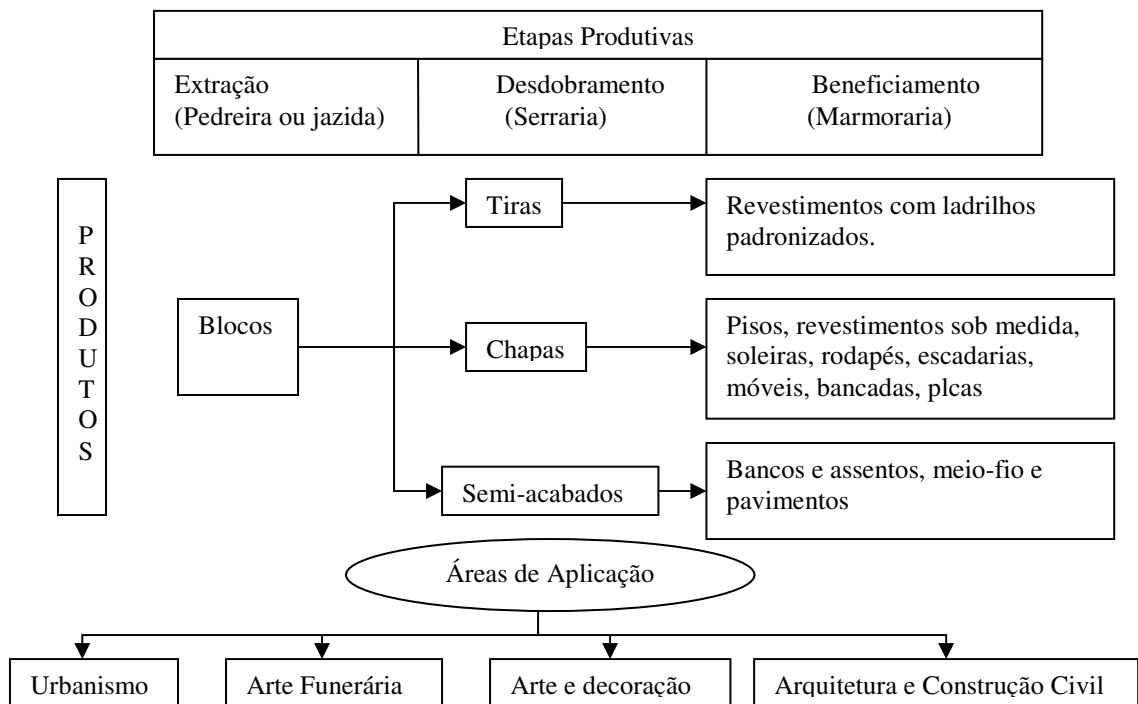 Etapas Produtivas
Extração
(Pedreira ou jazida)
Desdobramento
(Serraria)
Beneficiamento
(Marmoraria)
P
R
O
D
U
T
O
S
Blocos
Tiras
Revestimentos com ladrilhos
padronizados.
Chapas
Pisos, revestimentos sob medida,
soleiras, rodapés, escadarias,
móveis, bancadas, plcas
Semi-acabados
Bancos e assentos, meio-fio e
pavimentos
Áreas de Aplicação
Urbanismo
Arte Funerária
Arte e decoração
Arquitetura e Construção Civil